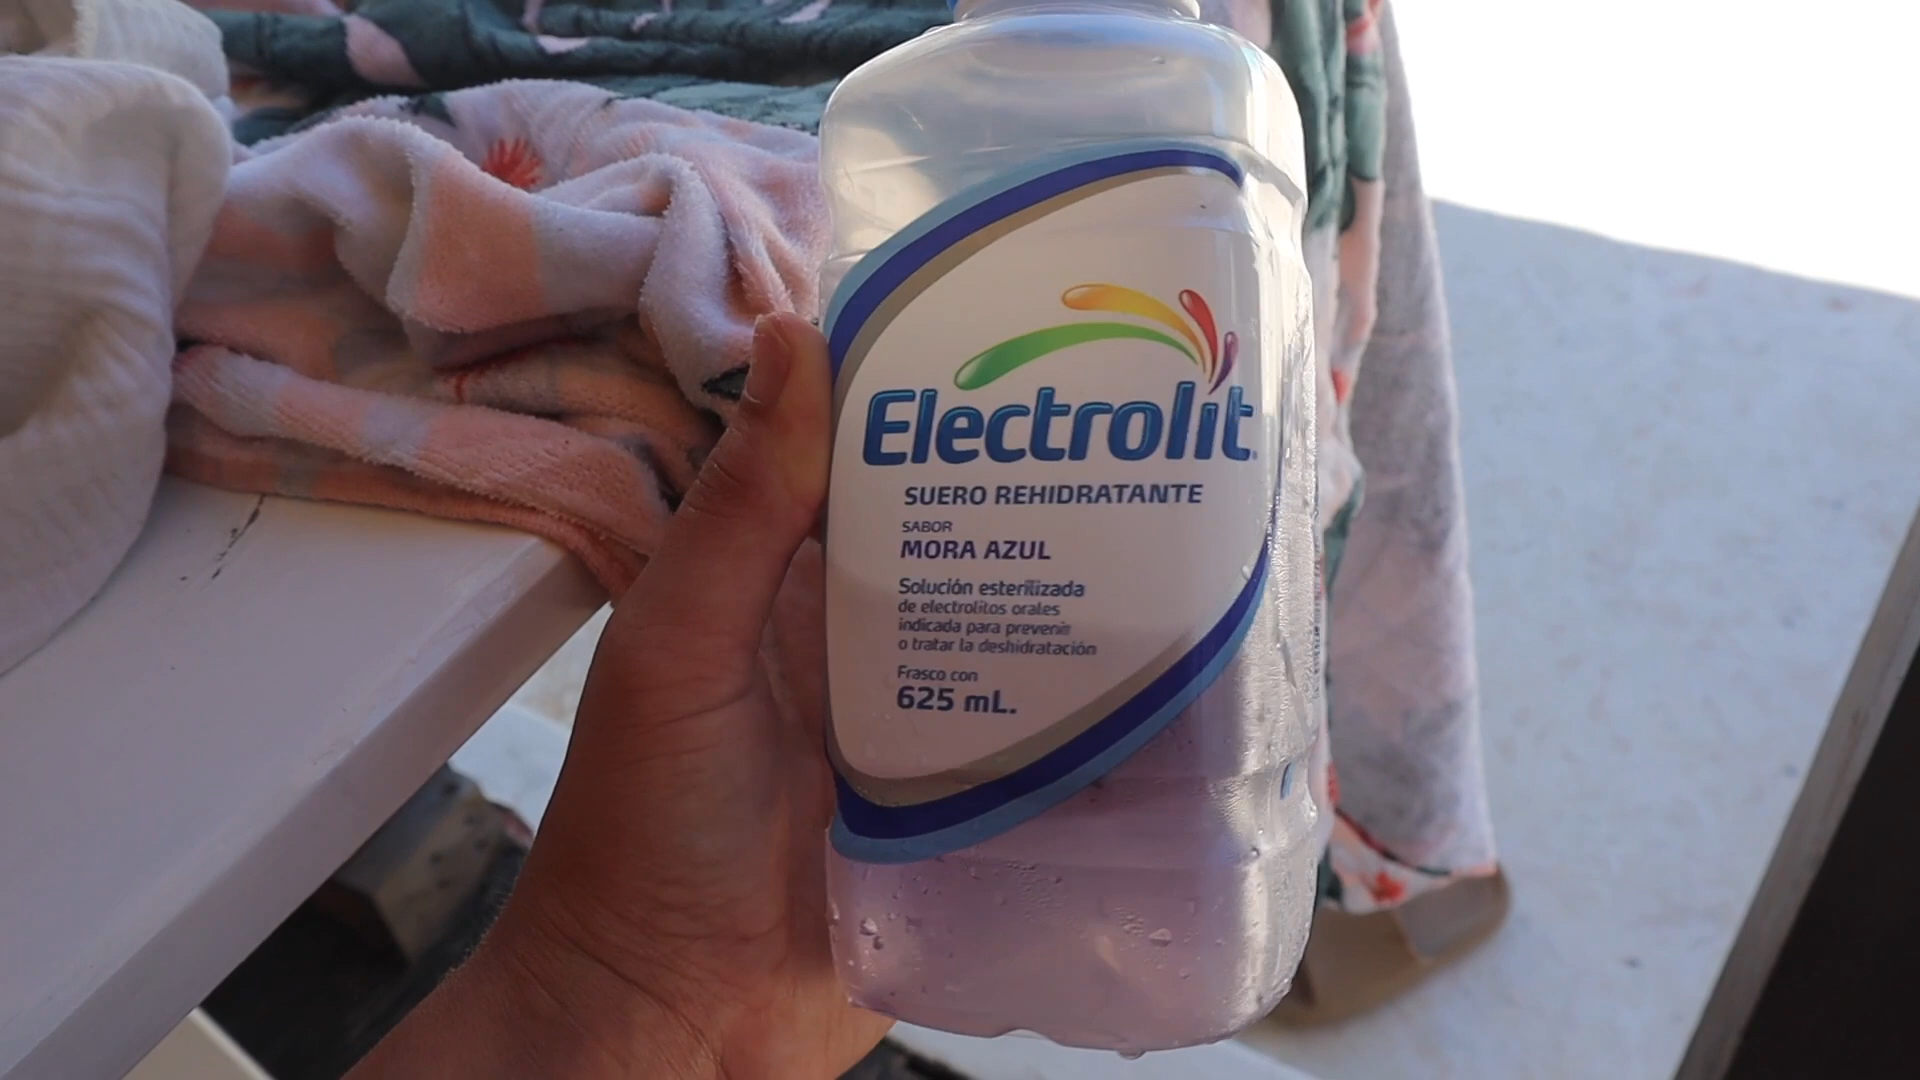 Electrolit
SUERO REHIDRATANTE
SABOR
MORA AZUL
Solución esterilizada
de electrolitos orales
indicada para prevenir
o tratar la deshidratación
Frasco con
625 mL.